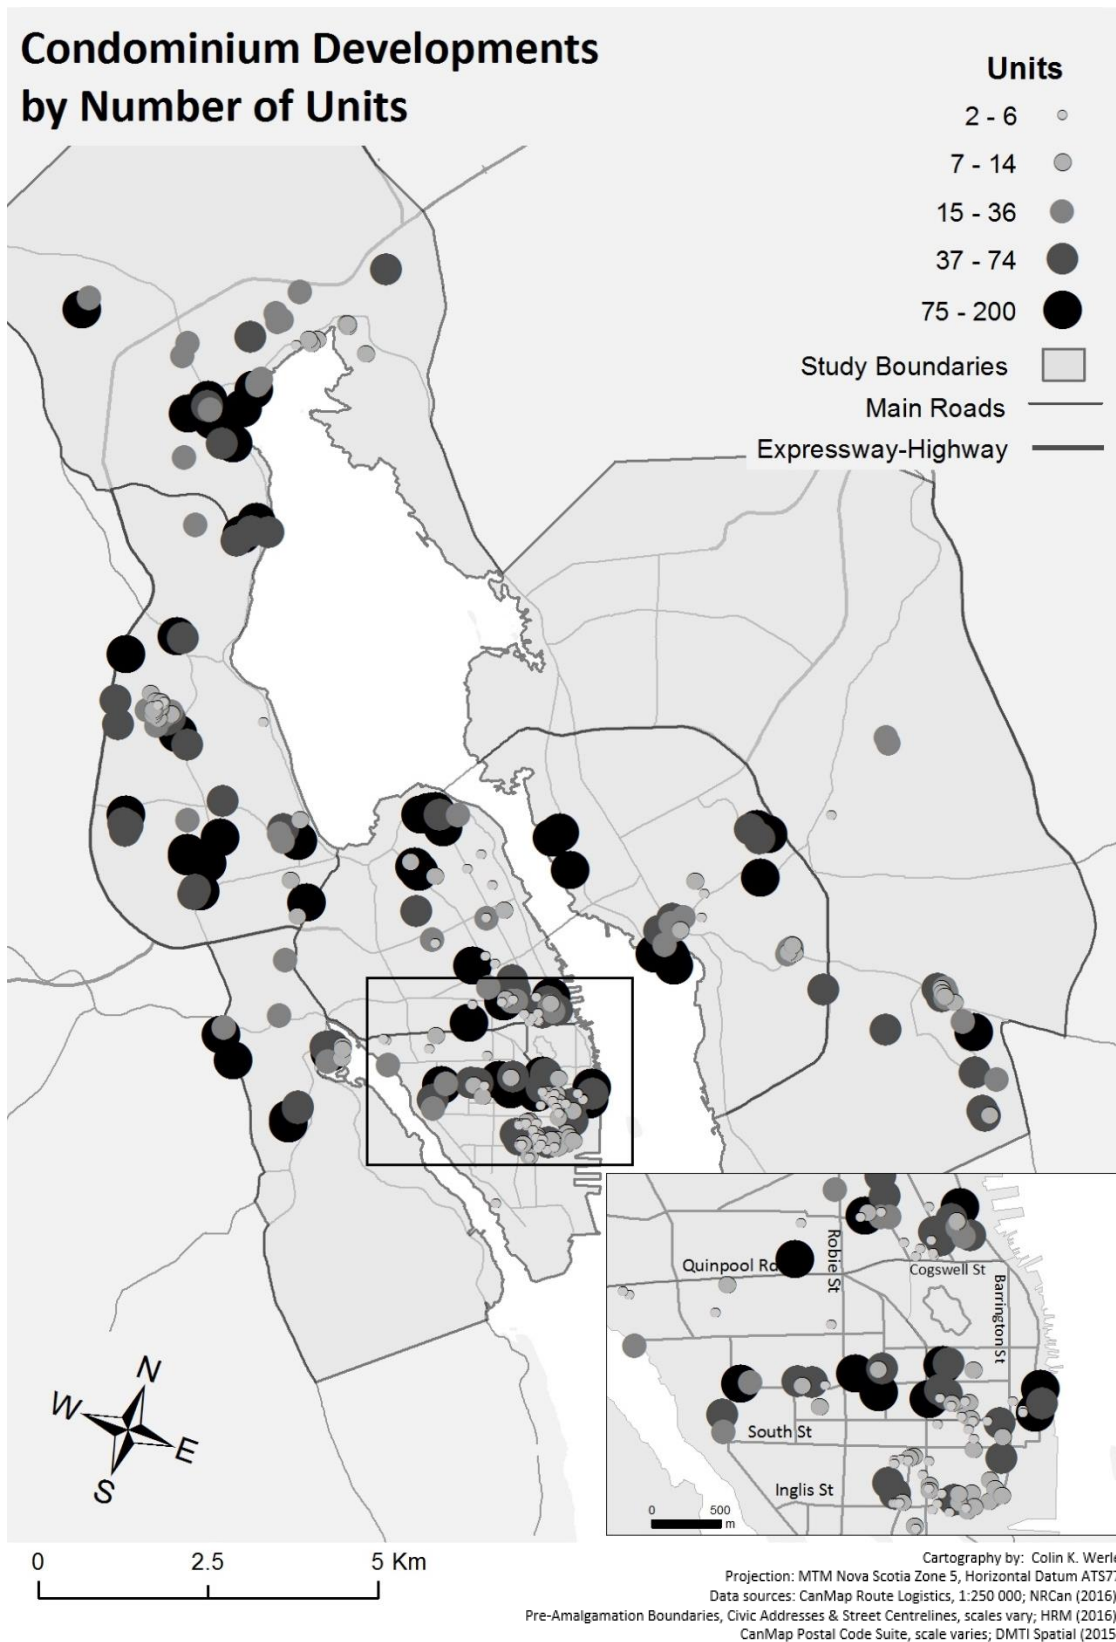 Condominium Developments
by Number of Units
Units
2 - 6
7 - 14
15 - 36
37 - 74
75 - 200
Study Boundaries
Main Roads
Expressway-Highway
N
W
E
S
Quinpool Rd
Robie St
Cogswell St
Barrington St
South St
Inglis St
0 500
m
0 2.5 5 Km
Cartography by: Colin K. Werle
Projection: MTM Nova Scotia Zone 5, Horizontal Datum ATS77
Data sources: CanMap Route Logistics, 1:250 000; NRCan (2016)
Pre-Amalgamation Boundaries, Civic Addresses & Street Centrelines, scales vary; HRM (2016)
CanMap Postal Code Suite, scale varies; DMTI Spatial (2015